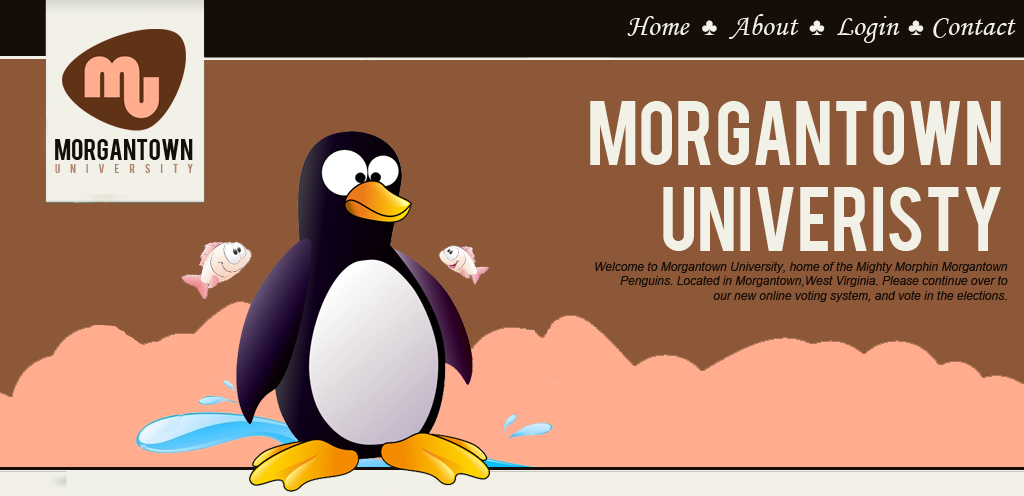 Home ♣ About ♣ Login ♣ Contact
mu
MORGANTOWN
UNIVERSITY
MORGANTOWN
UNIVERISTY
Welcome to Morgantown University, home of the Mighty Morphin Morgantown
Penguins. Located in Morgantown,West Virginia. Please continue over to
our new online voting system, and vote in the elections.